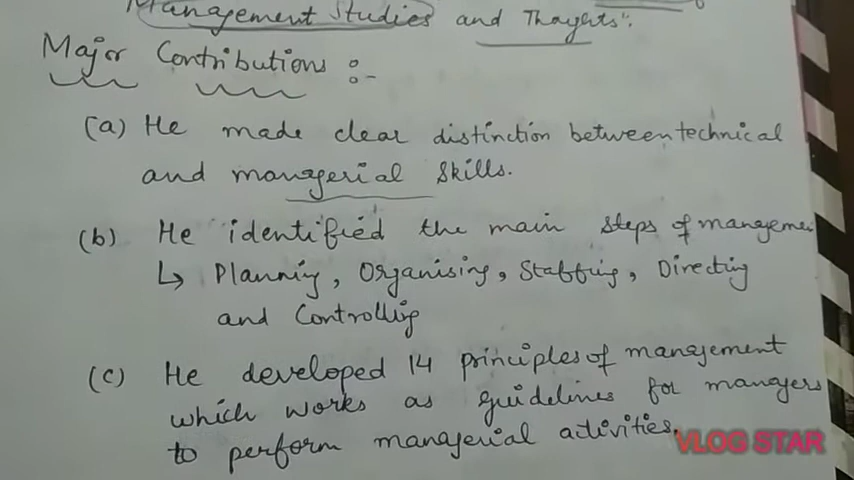 Management Studies and Thoughts".
Major Contributions :-
(a) He made clear distinction between technical
and managerial skills.
(b) He identified the main steps of manageme
↳ Planning, Organising, Staffing, Directing
and Controlling
(c) He developed 14 principles of management
which works as guidelines for managers
to perform managerial activities.
VLOG STAR